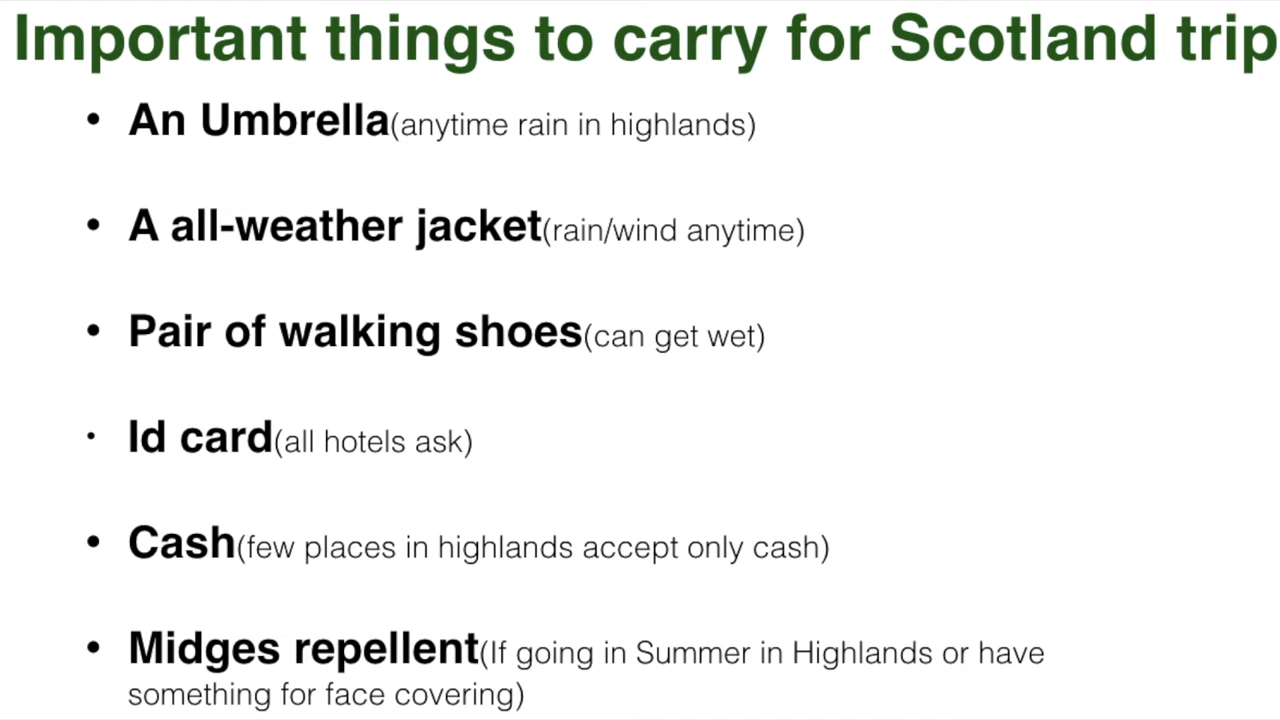 Important things to carry for Scotland trip
• An Umbrella(anytime rain in highlands)
• A all-weather jacket(rain/wind anytime)
• Pair of walking shoes(can get wet)
• Id card(all hotels ask)
• Cash(few places in highlands accept only cash)
• Midges repellent(If going in Summer in Highlands or have
something for face covering)